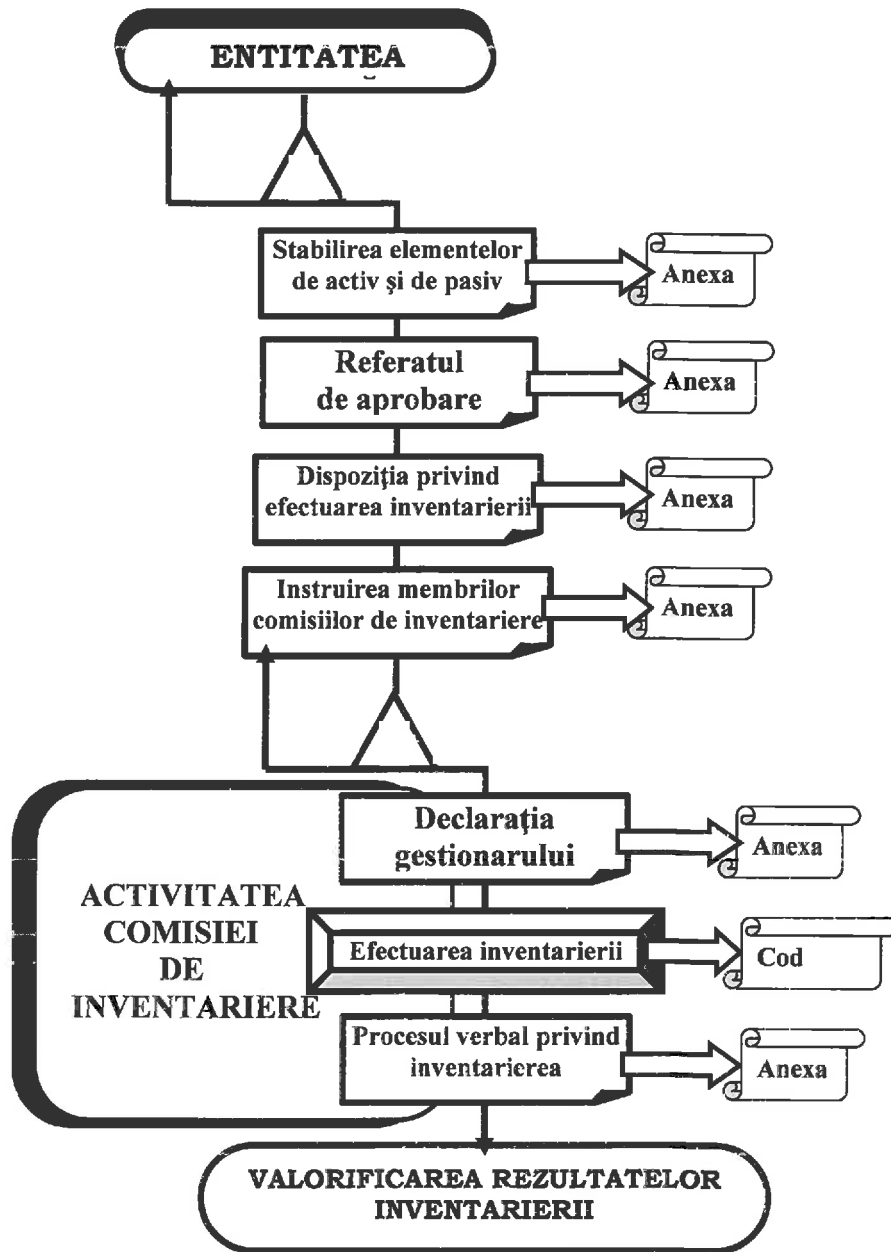 ENTITATEA
Stabilirea elementelor
de activ şi de pasiv
Anexa
Referatul
de aprobare
Anexa
Dispoziţia privind
efectuarea inventarierii
Anexa
Instruirea membrilor
comisiilor de inventariere
Anexa
Declaraţia
gestionarului
Anexa
ACTIVITATEA
COMISIEI
DE
INVENTARIERE
Efectuarea inventarierii
Cod
Procesul verbal privind
inventarierea
Anexa
VALORIFICAREA REZULTATELOR
INVENTARIERII